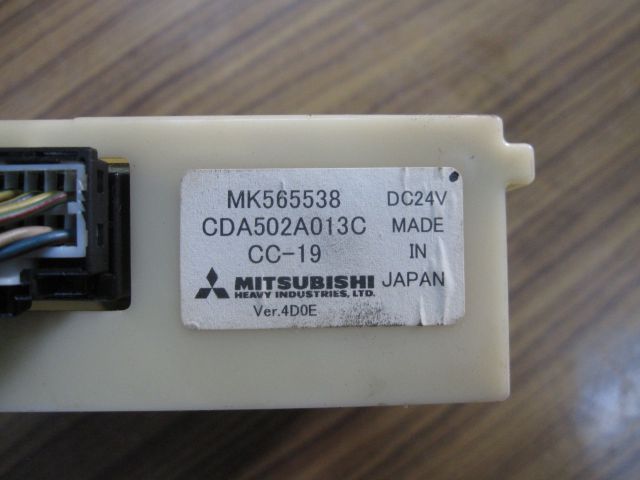 MK565538 DC24V
CDA502A013C MADE
CC-19 IN
MITSUBISHI JAPAN
HEAVY INDUSTRIES, LTD.
Ver.4D0E